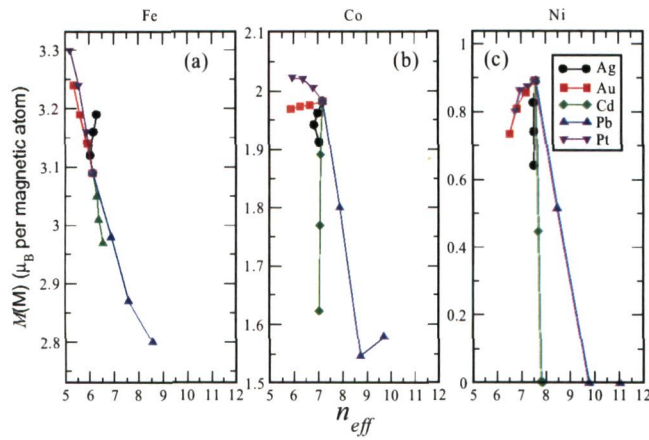 Fe
Co
Ni
(a)
(b)
(c)
Ag
Au
Cd
Pb
Pt
M(M) (μB per magnetic atom)
3.3
3.2
3.1
3
2.9
2.8
2.1
2
1.9
1.8
1.7
1.6
1.5
0.8
0.6
0.4
0.2
0
5 6 7 8 9 10 11 12
5 6 7 8 9 10 11 12
5 6 7 8 9 10 11 12
neff